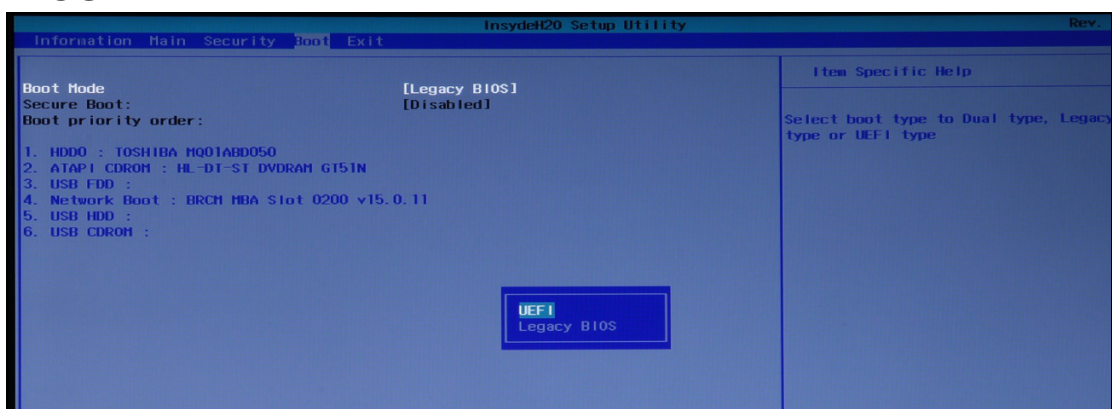 InsydeH20 Setup Utility
Rev.
Information Main Security Boot Exit
Item Specific Help
Boot Mode [Legacy BIOS]
Secure Boot: [Disabled]
Boot priority order:
Select boot type to Dual type, Legacy
type or UEFI type
1. HDD0 : TOSHIBA MQ01ABD050
2. ATAPI CDROM : HL-DT-ST DVDRAM GT51N
3. USB FDD :
4. Network Boot : BRCM MBA Slot 0200 v15.0.11
5. USB HDD :
6. USB CDROM :
UEFI
Legacy BIOS